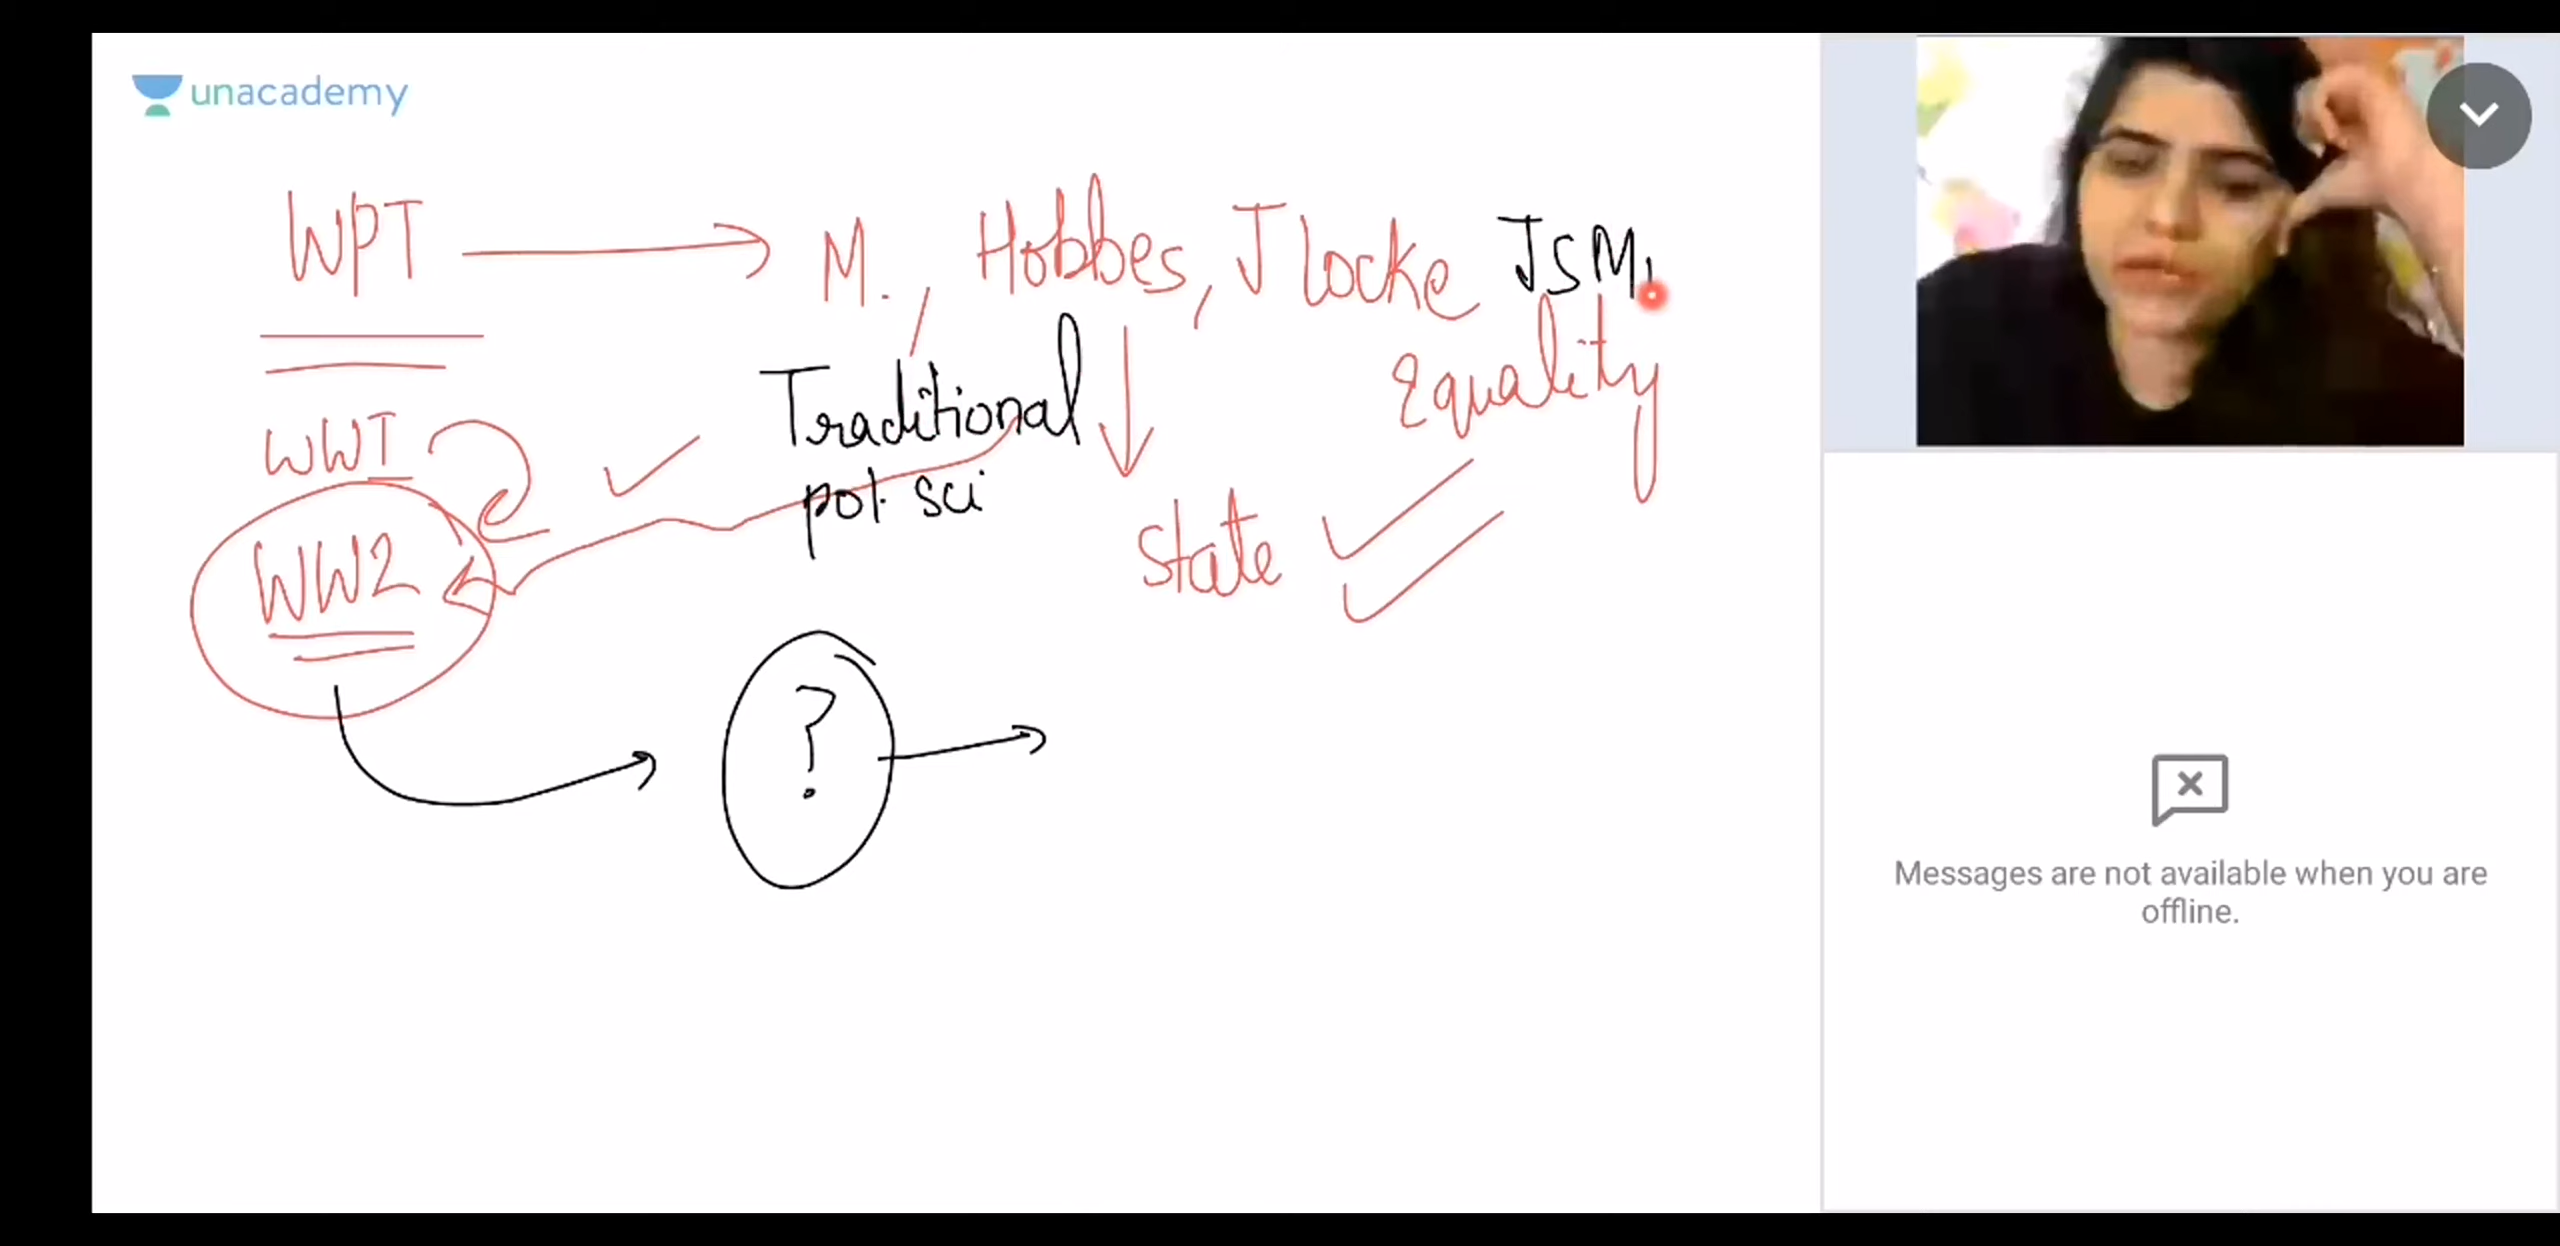 unacademy
WPT → M., Hobbes, J locke JSM,
Equality
Traditional
WWI
pol. sci
State
WW2
?
Messages are not available when you are
offline.